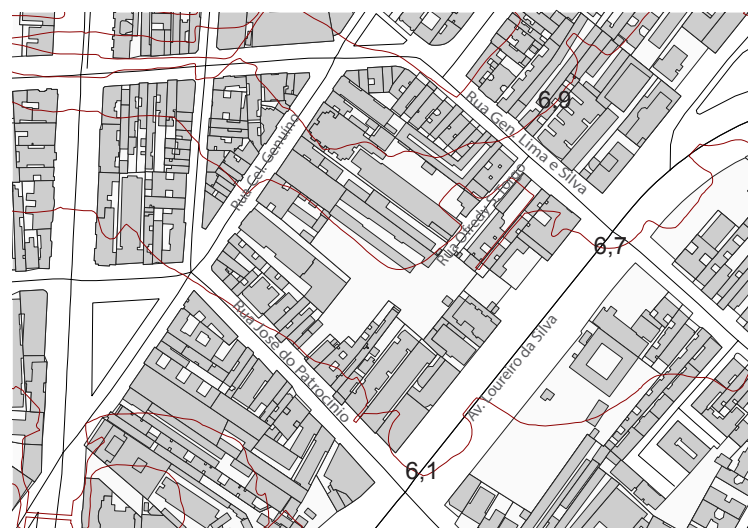 6,9
Rua Gen. Lima e Silva
Rua Cel. Genuino
6,7
Rua José do Patrocínio
Av. Loureiro da Silva
6,1